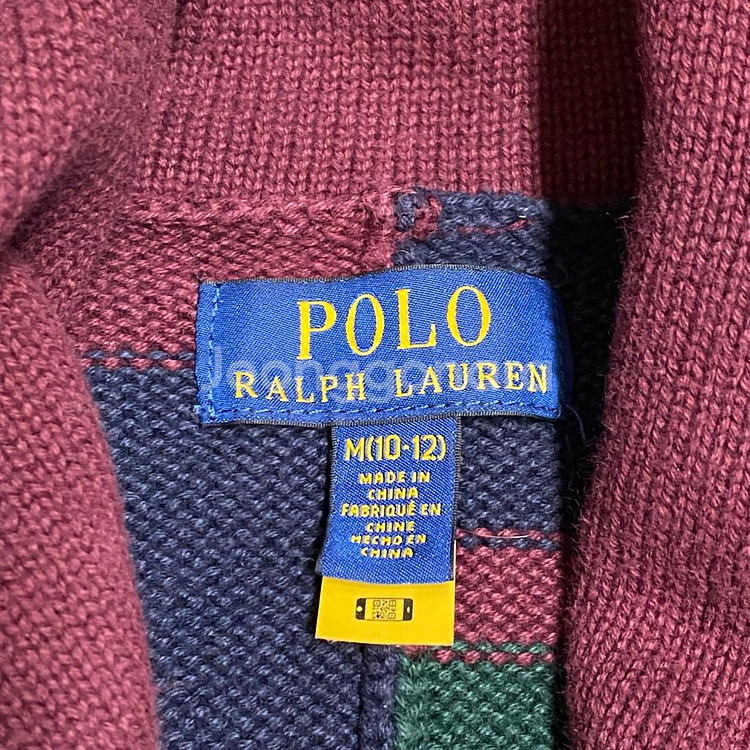 POLO
RALPH LAUREN
M(10-12)
MADE IN
CHINA
FABRIQUÉ EN
CHINE
HECHO EN
CHINA